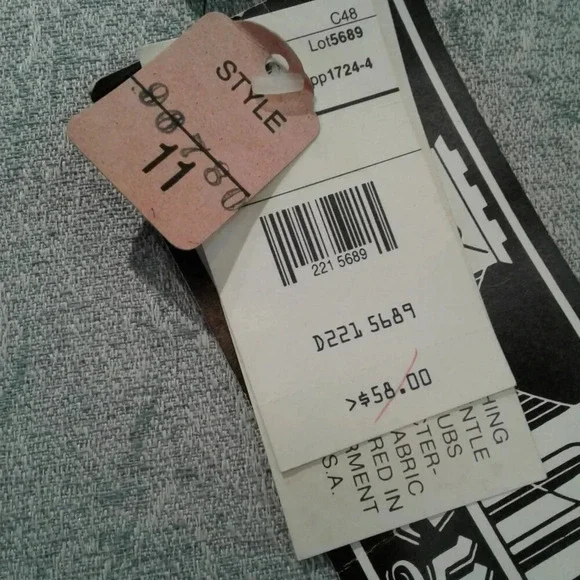 C48
Lot5689
pp1724-4
STYLE
00780
11
221 5689
D221 5689
>$58.00
HING
NTLE
UBS
TER-
ABRIC
RED IN
RMENT
S.A.